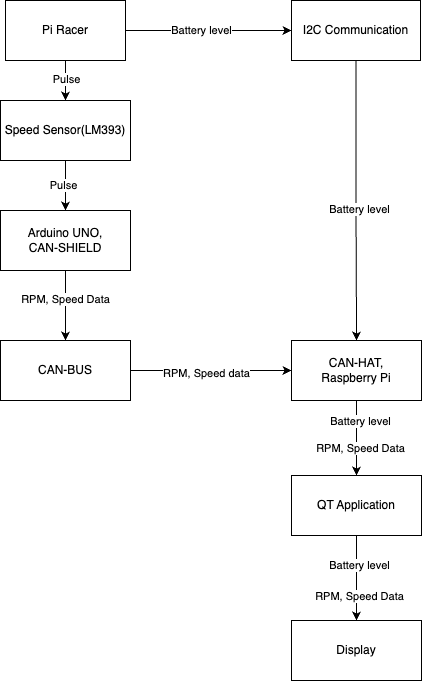 Pi Racer
Battery level
I2C Communication
Pulse
Speed Sensor(LM393)
Pulse
Battery level
Arduino UNO,
CAN-SHIELD
RPM, Speed Data
CAN-BUS
RPM, Speed data
CAN-HAT,
Raspberry Pi
Battery level
RPM, Speed Data
QT Application
Battery level
RPM, Speed Data
Display